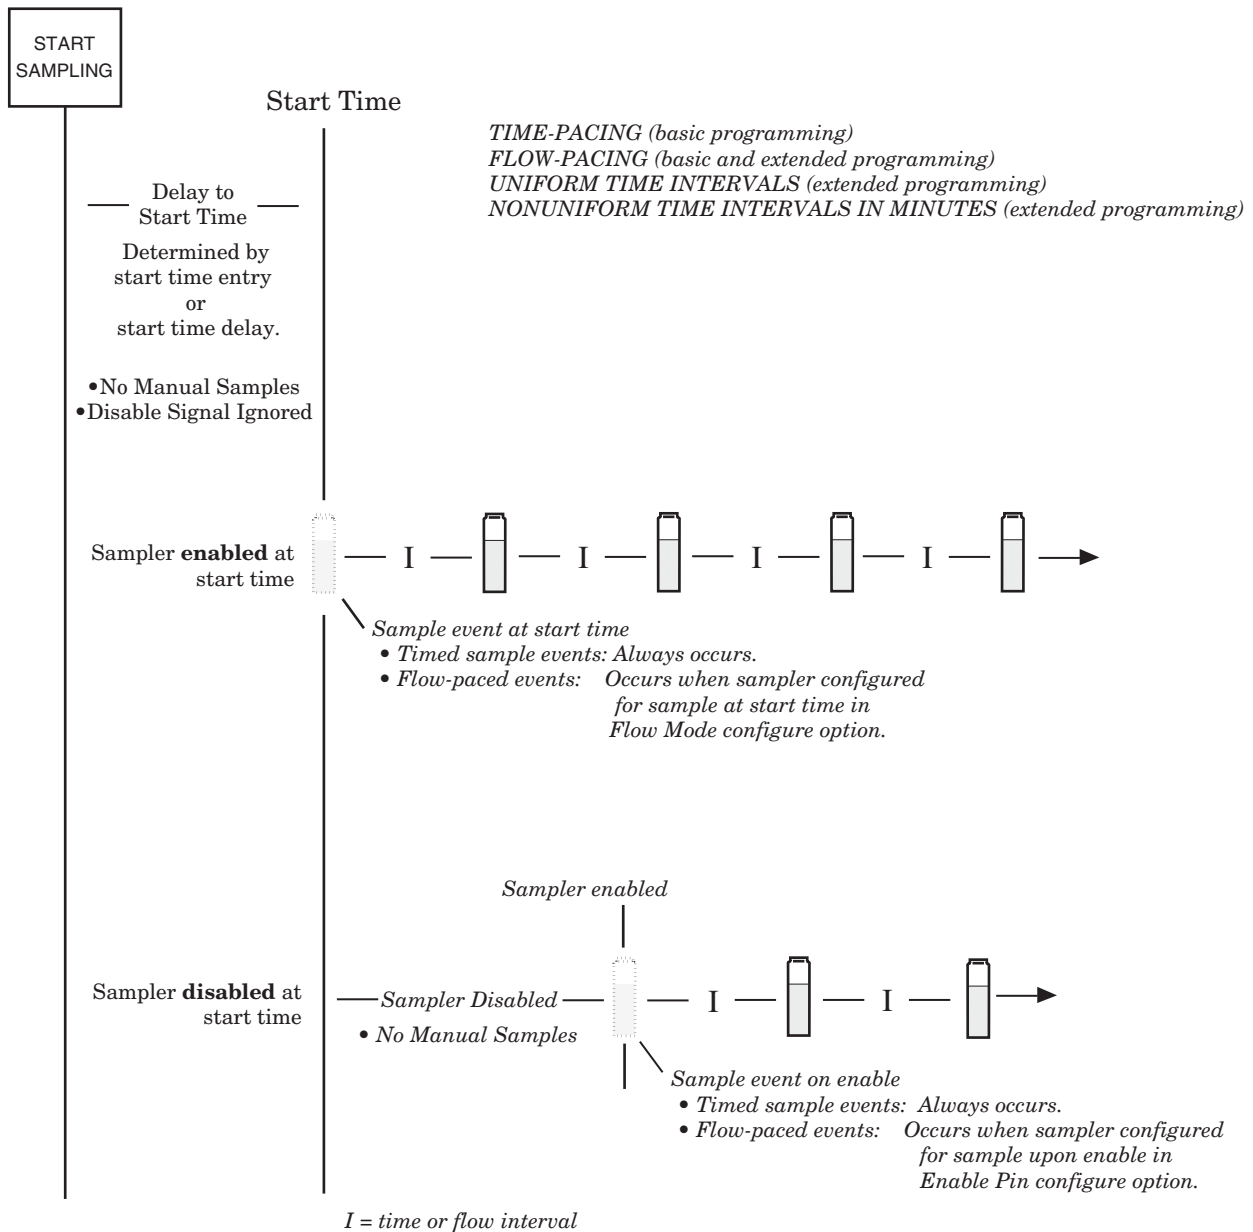 START
SAMPLING
Start Time
TIME-PACING (basic programming)
FLOW-PACING (basic and extended programming)
UNIFORM TIME INTERVALS (extended programming)
NONUNIFORM TIME INTERVALS IN MINUTES (extended programming)
Delay to
Start Time
Determined by
start time entry
or
start time delay.
•No Manual Samples
•Disable Signal Ignored
Sampler enabled at
start time
I I I I
Sample event at start time
• Timed sample events: Always occurs.
• Flow-paced events: Occurs when sampler configured
for sample at start time in
Flow Mode configure option.
Sampler enabled
Sampler disabled at
start time
Sampler Disabled
• No Manual Samples
I I
Sample event on enable
• Timed sample events: Always occurs.
• Flow-paced events: Occurs when sampler configured
for sample upon enable in
Enable Pin configure option.
I = time or flow interval